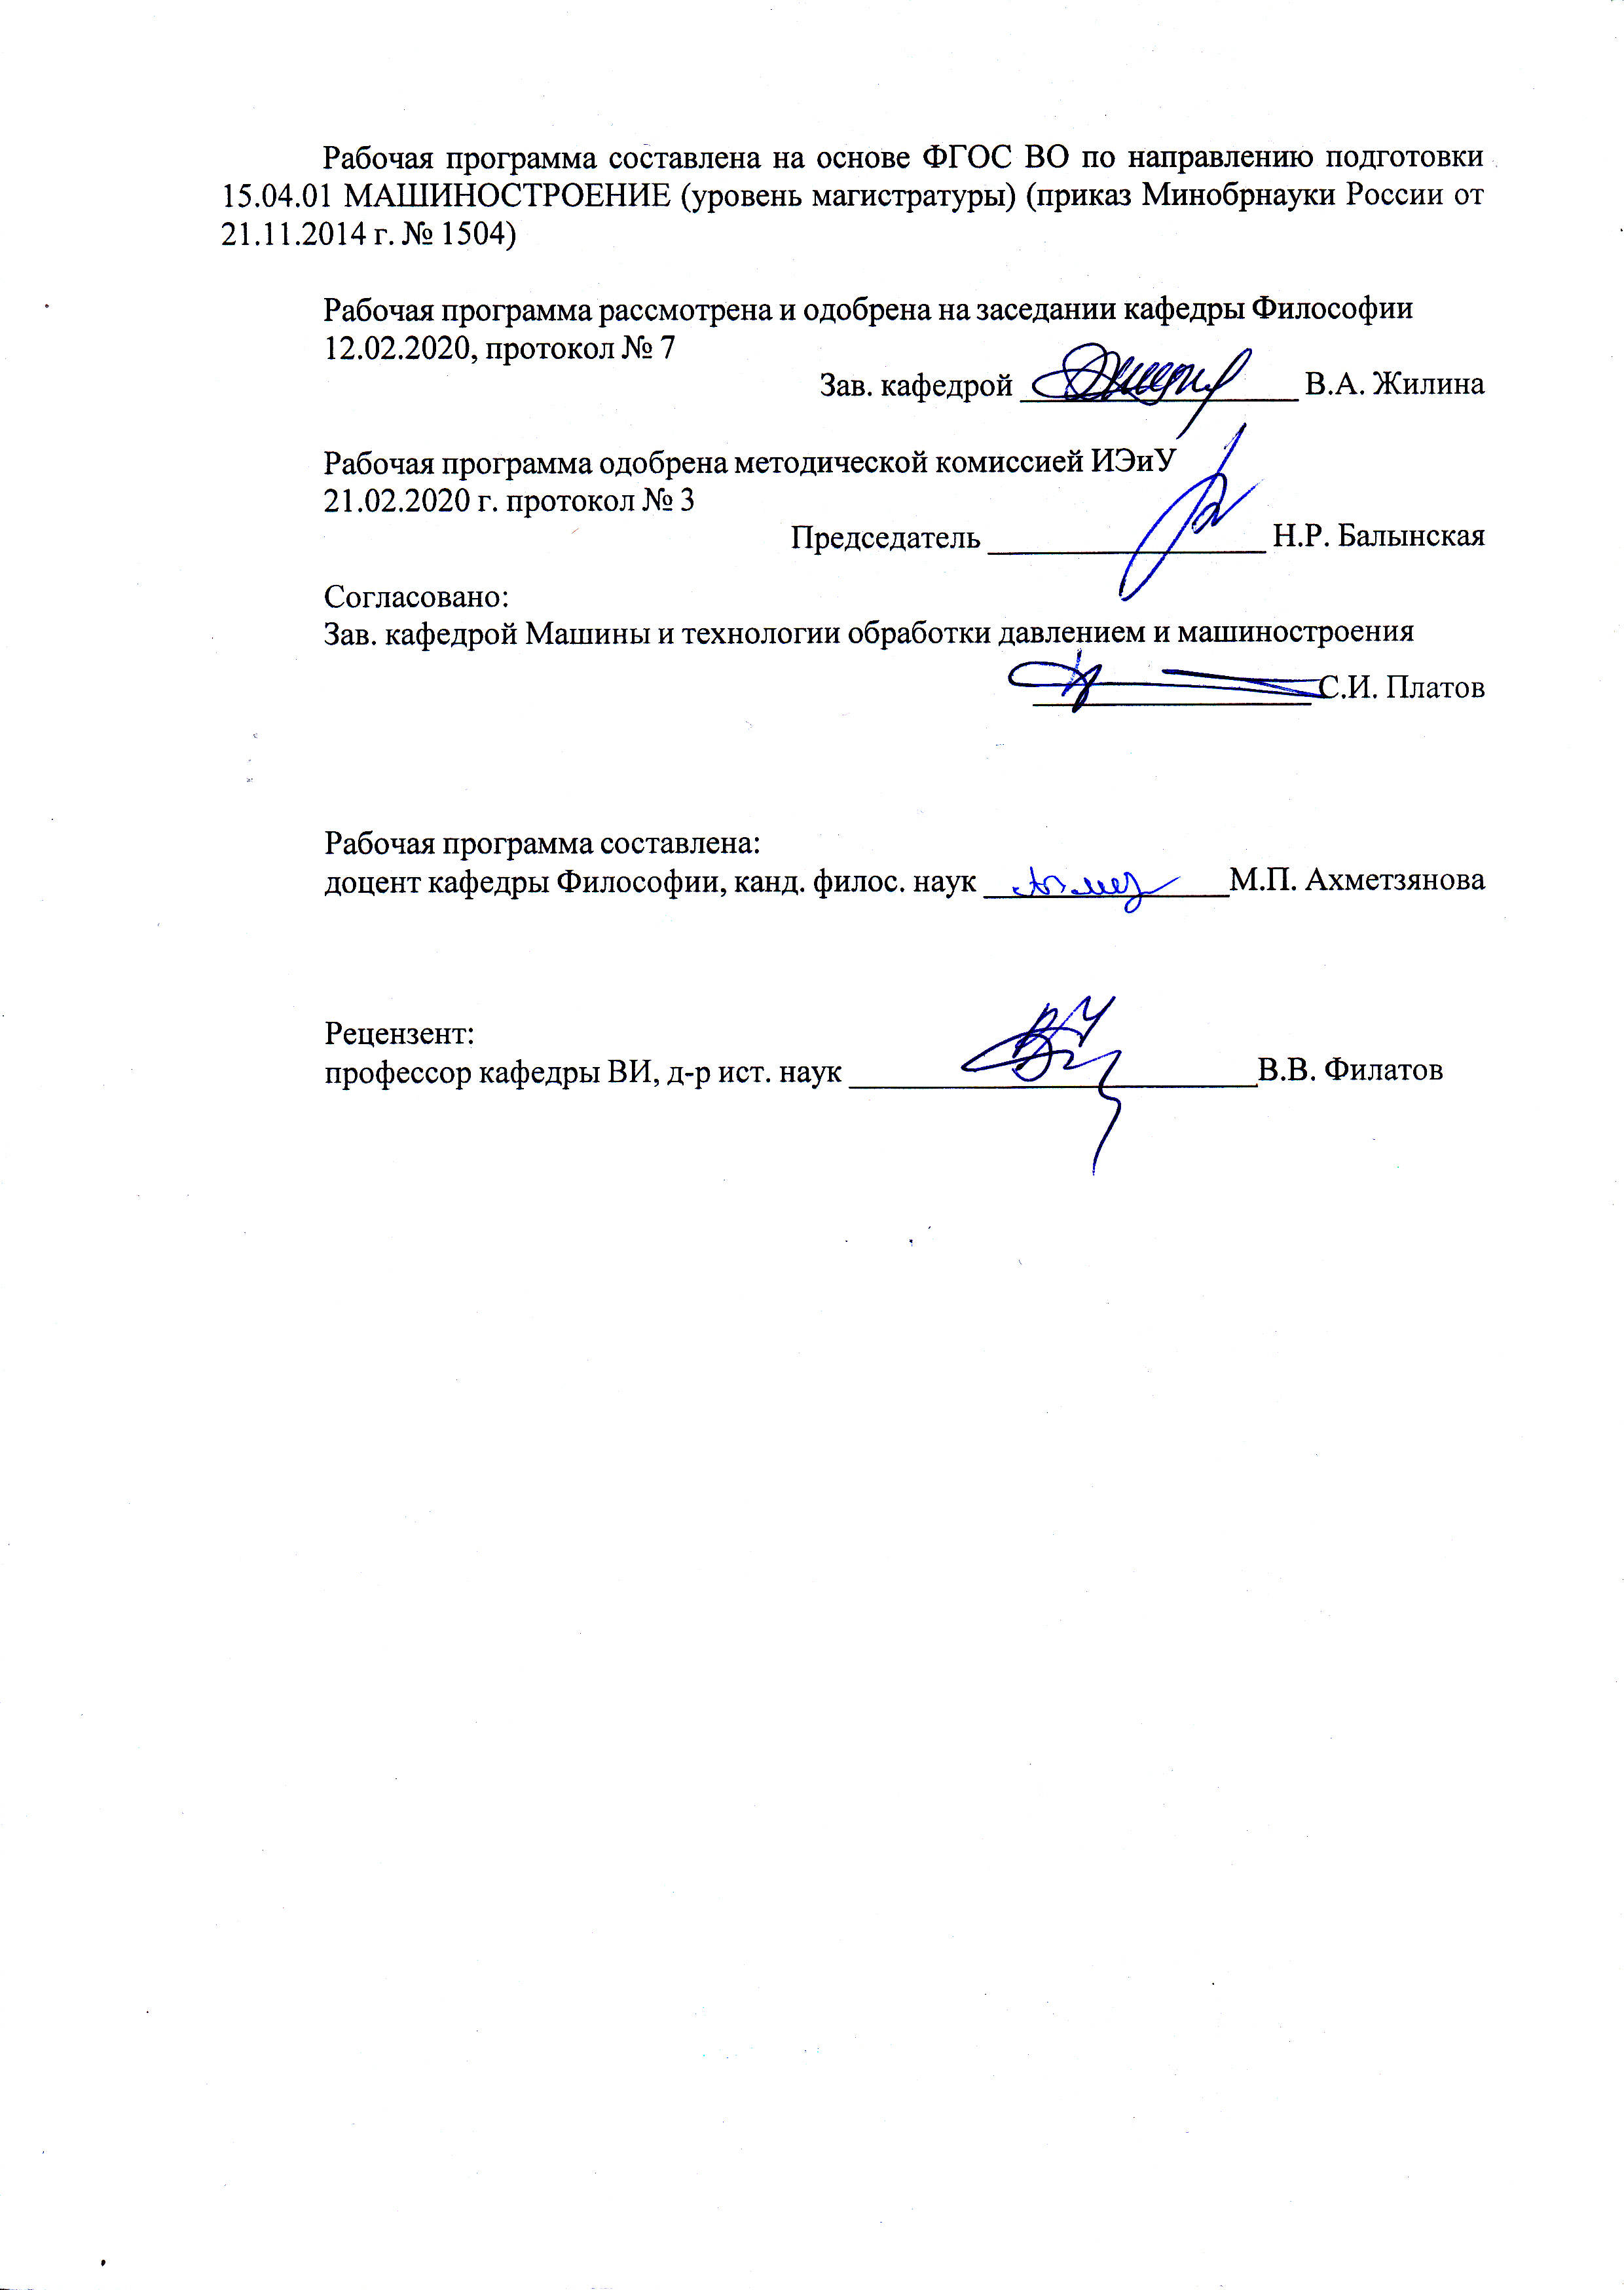 Рабочая программа составлена на основе ФГОС ВО по направлению подготовки
15.04.01 МАШИНОСТРОЕНИЕ (уровень магистратуры) (приказ Минобрнауки России от
21.11.2014 г. № 1504)
Рабочая программа рассмотрена и одобрена на заседании кафедры Философии
12.02.2020, протокол № 7
Зав. кафедрой В.А. Жилина
Рабочая программа одобрена методической комиссией ИЭиУ
21.02.2020 г. протокол № 3
Председатель Н.Р. Балынская
Согласовано:
Зав. кафедрой Машины и технологии обработки давлением и машиностроения
С.И. Платов
Рабочая программа составлена:
доцент кафедры Философии, канд. филос. наук М.П. Ахметзянова
Рецензент:
профессор кафедры ВИ, д-р ист. наук В.В. Филатов